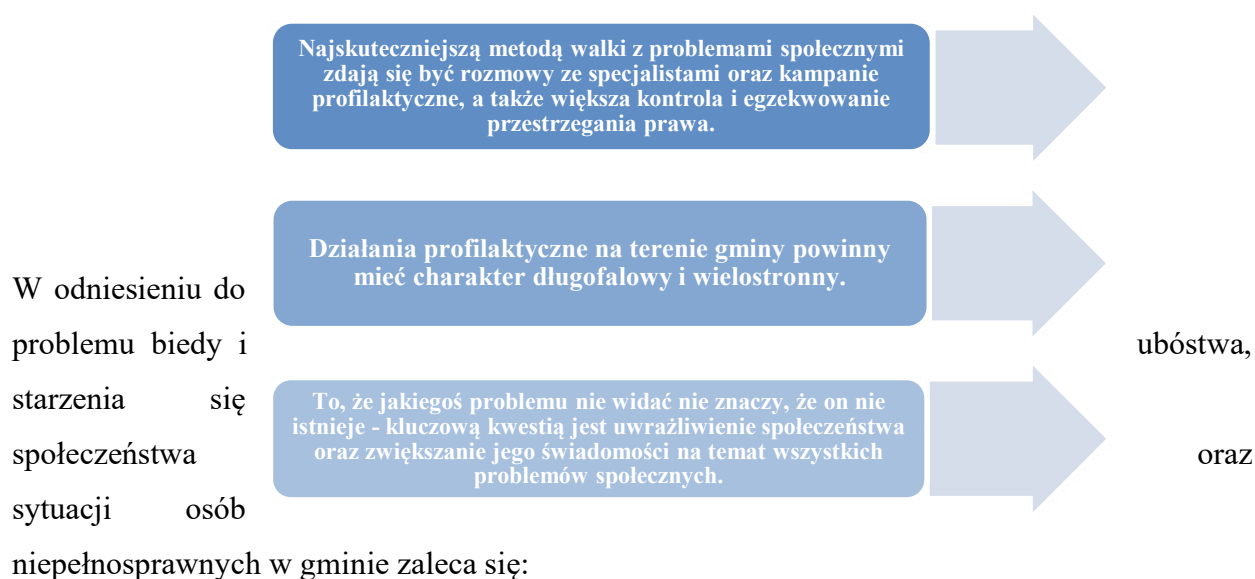 Najskuteczniejszą metodą walki z problemami społecznymi
zdają się być rozmowy ze specjalistami oraz kampanie
profilaktyczne, a także większa kontrola i egzekwowanie
przestrzegania prawa.
Działania profilaktyczne na terenie gminy powinny
mieć charakter długofalowy i wielostronny.
To, że jakiegoś problemu nie widać nie znaczy, że on nie
istnieje - kluczową kwestią jest uwrażliwienie społeczeństwa
oraz zwiększanie jego świadomości na temat wszystkich
problemów społecznych.
W odniesieniu do
problemu biedy i ubóstwa,
starzenia się
społeczeństwa oraz
sytuacji osób
niepełnosprawnych w gminie zaleca się: